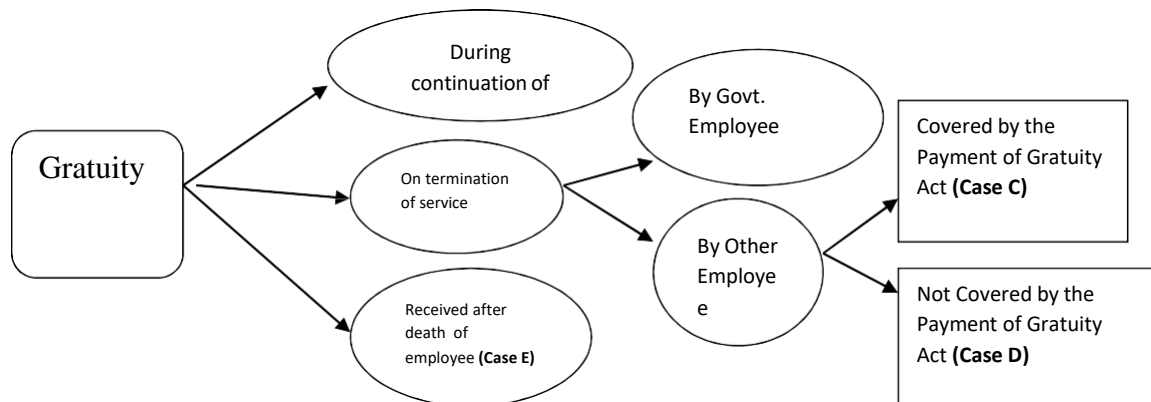 Gratuity
During
continuation of
On termination
of service
Received after
death of
employee (Case E)
By Govt.
Employee
By Other
Employe
e
Covered by the
Payment of Gratuity
Act (Case C)
Not Covered by the
Payment of Gratuity
Act (Case D)